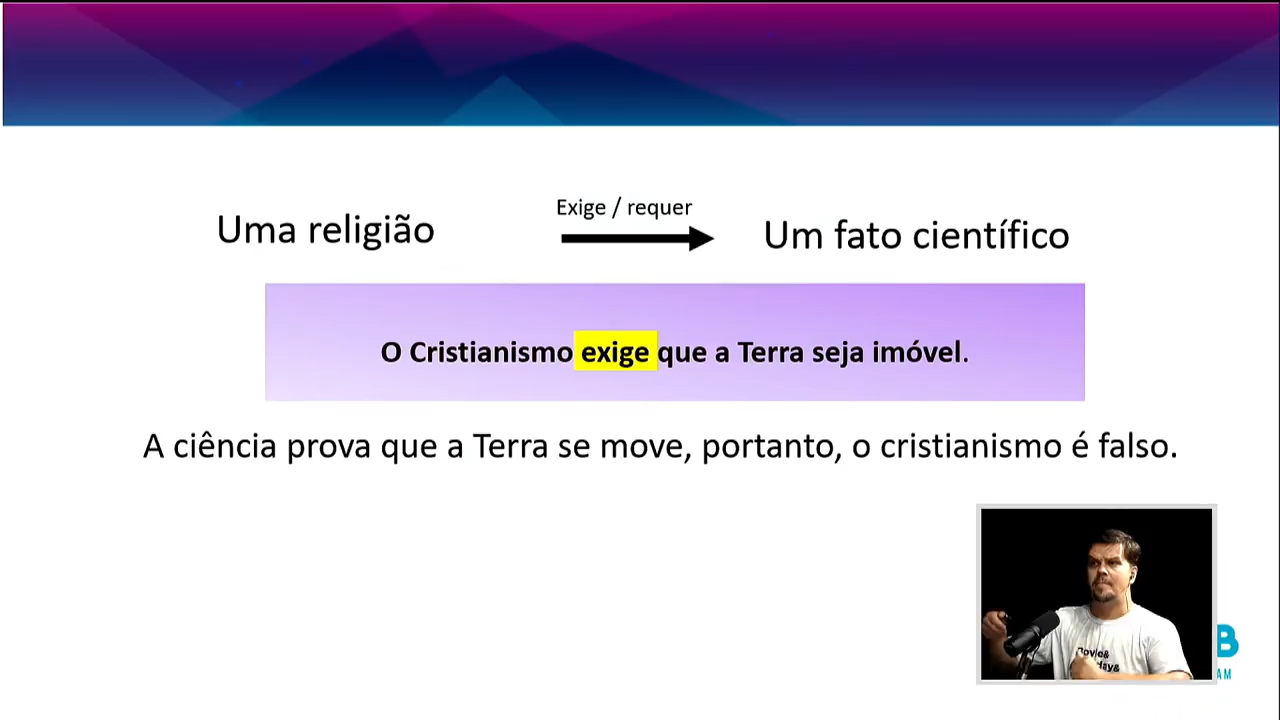 Exige / requer
Uma religião
Um fato científico
O Cristianismo exige que a Terra seja imóvel.
A ciência prova que a Terra se move, portanto, o cristianismo é falso.
B
AM